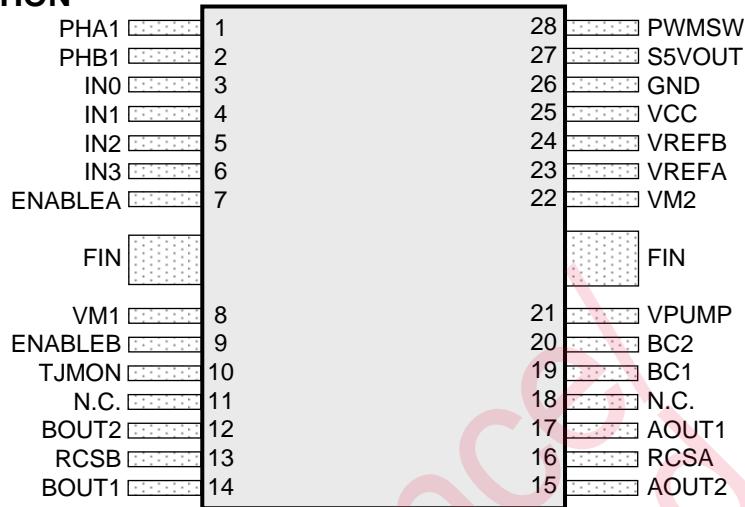 PHA1 1 28 PWMSW
PHB1 2 27 S5VOUT
IN0 3 26 GND
IN1 4 25 VCC
IN2 5 24 VREFB
IN3 6 23 VREFA
ENABLEA 7 22 VM2
FIN FIN
VM1 8 21 VPUMP
ENABLEB 9 20 BC2
TJMON 10 19 BC1
N.C. 11 18 N.C.
BOUT2 12 17 AOUT1
RCSB 13 16 RCSA
BOUT1 14 15 AOUT2